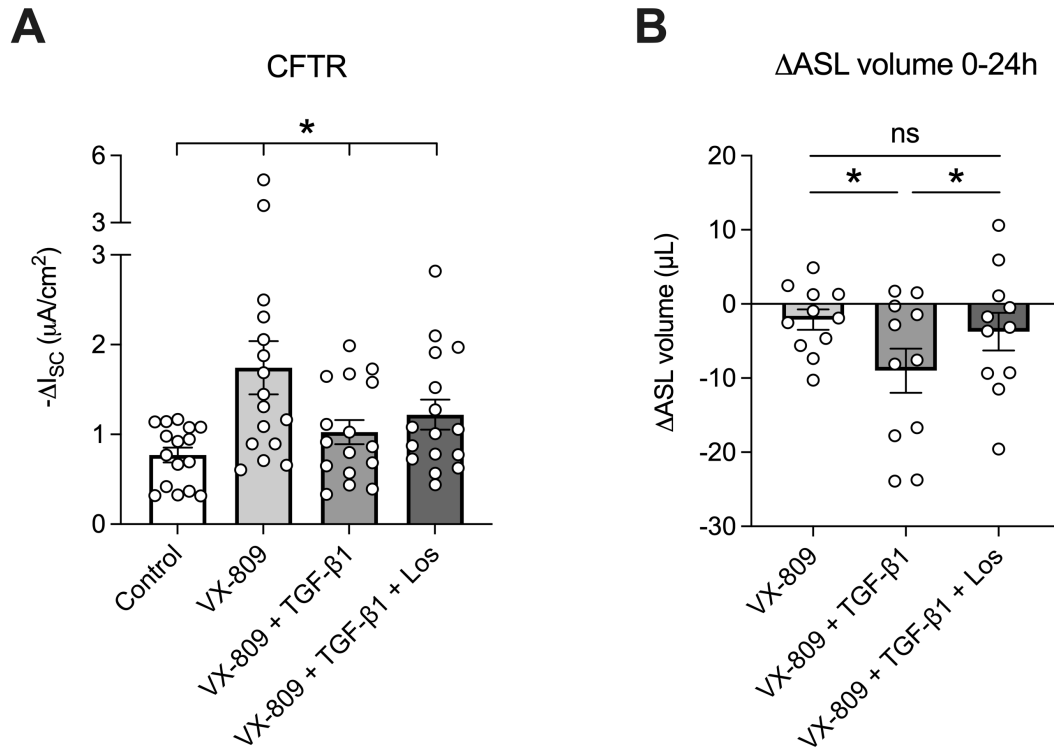 A
CFTR
*
-ΔISC (μA/cm2)
6
3
3
2
1
0
Control
VX-809
VX-809 + TGF-β1
VX-809 + TGF-β1 + Los
B
ΔASL volume 0-24h
ns
* *
ΔASL volume (μL)
20
10
0
-10
-20
-30
VX-809
VX-809 + TGF-β1
VX-809 + TGF-β1 + Los